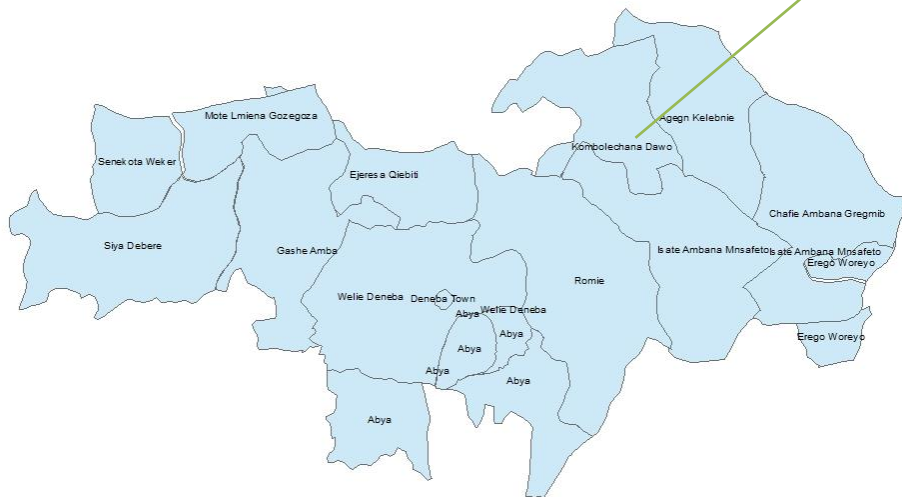 Mote Lmiena Gozegoza
Agegn Kelebnie
Kombolechana Dawo
Senekota Weker
Ejeresa Qiebiti
Chafie Ambana Gregmib
Siya Debere
Gashe Amba
Isate Ambana Mnsafeto
Isate Ambana Mnsafeto
Erego Woreyo
Romie
Welie Deneba
Deneba Town
Welie Deneba
Abya
Abya
Abya
Erego Woreyo
Abya
Abya
Abya